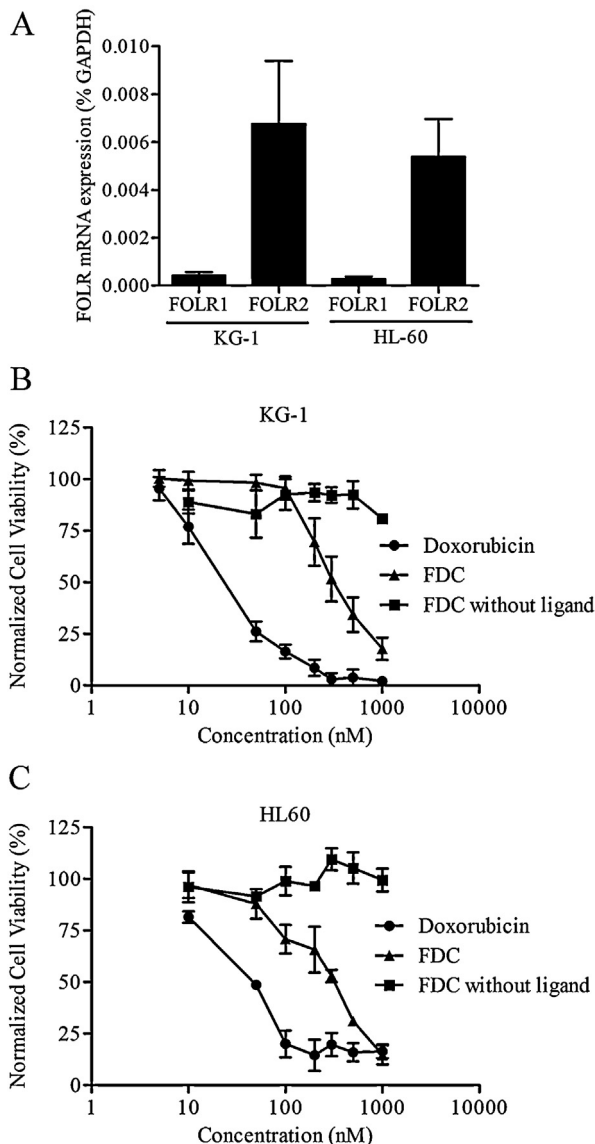 A
FOLR mRNA expression (% GAPDH)
0.010
0.008
0.006
0.004
0.002
0.000
FOLR1 FOLR2 FOLR1 FOLR2
KG-1 HL-60
B
KG-1
Normalized Cell Viability (%)
125
100
75
50
25
0
Doxorubicin
FDC
FDC without ligand
1 10 100 1000 10000
Concentration (nM)
C
HL60
Normalized Cell Viability (%)
125
100
75
50
25
0
Doxorubicin
FDC
FDC without ligand
1 10 100 1000 10000
Concentration (nM)